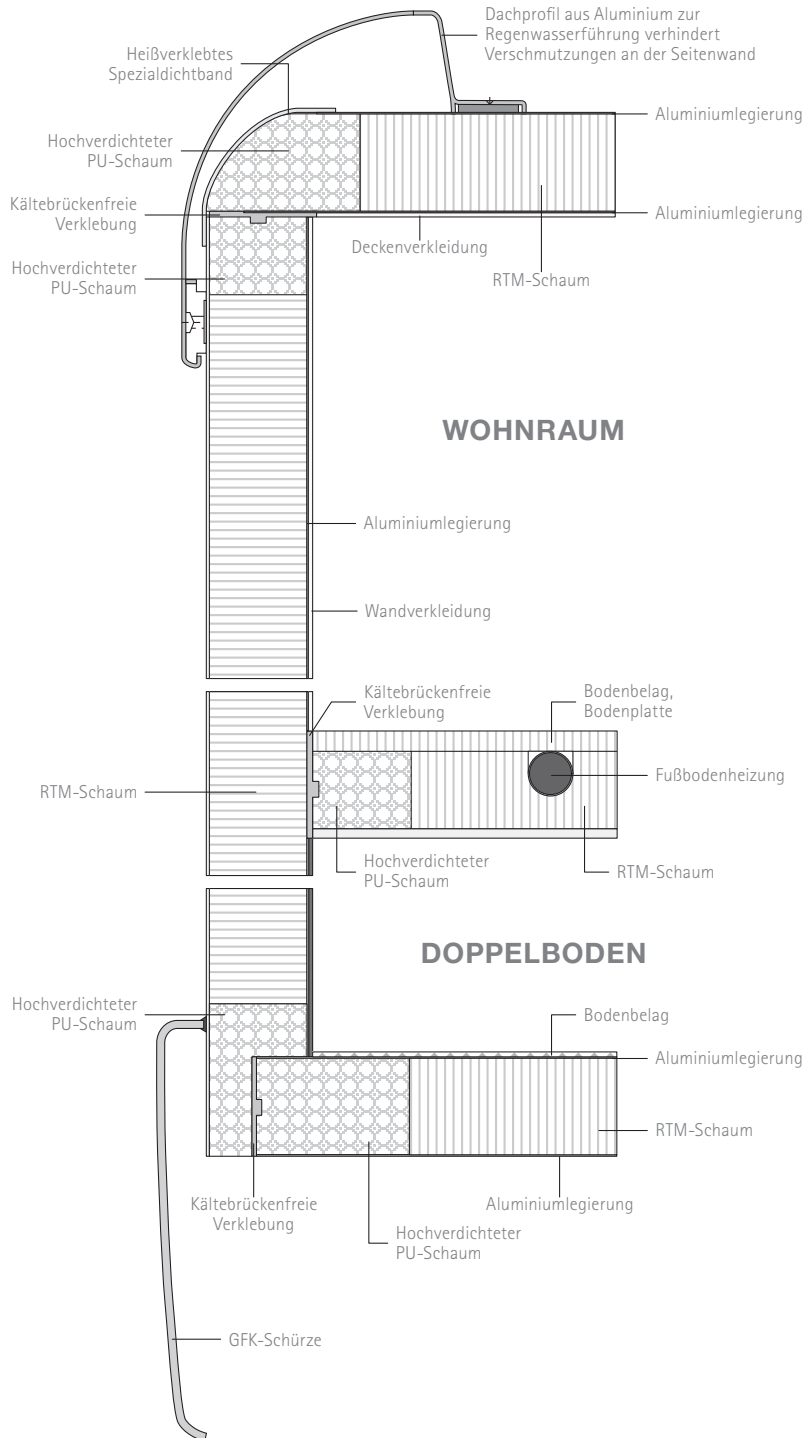 Dachprofil aus Aluminium zur
Regenwasserführung verhindert
Verschmutzungen an der Seitenwand
Heißverklebtes
Spezialdichtband
Aluminiumlegierung
Hochverdichteter
PU-Schaum
Kältebrückenfreie
Verklebung
Aluminiumlegierung
Deckenverkleidung
Hochverdichteter
PU-Schaum
RTM-Schaum
WOHNRAUM
Aluminiumlegierung
Wandverkleidung
Kältebrückenfreie
Verklebung
Bodenbelag,
Bodenplatte
RTM-Schaum
Fußbodenheizung
Hochverdichteter
PU-Schaum
RTM-Schaum
DOPPELBODEN
Hochverdichteter
PU-Schaum
Bodenbelag
Aluminiumlegierung
RTM-Schaum
Kältebrückenfreie
Verklebung
Aluminiumlegierung
Hochverdichteter
PU-Schaum
GFK-Schürze